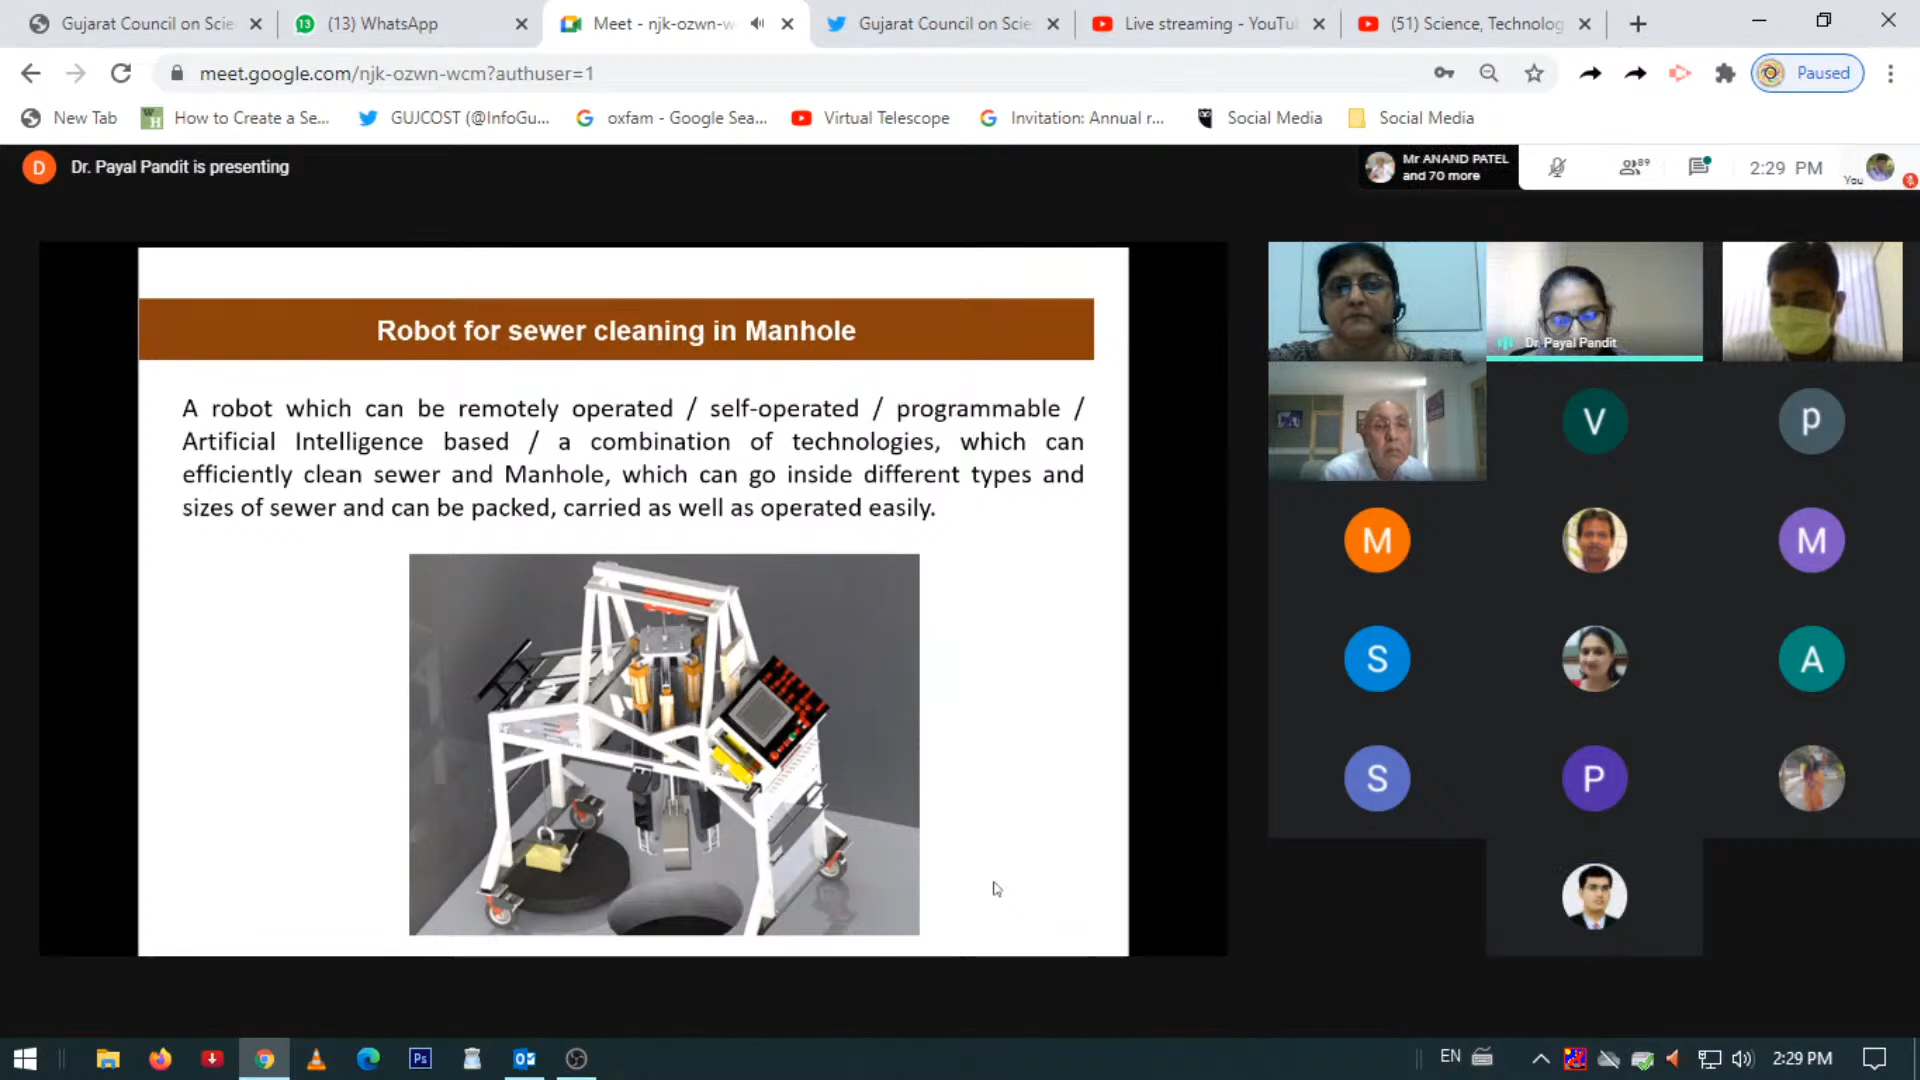 Gujarat Council on Scie
(13) WhatsApp
Meet - njk-ozwn-w
Gujarat Council on Scie
Live streaming - YouTu
(51) Science, Technolog
meet.google.com/njk-ozwn-wcm?authuser=1
Paused
New Tab
How to Create a Se...
GUJCOST (@InfoGu...
oxfam - Google Sea...
Virtual Telescope
Invitation: Annual r...
Social Media
Social Media
D
Dr. Payal Pandit is presenting
Mr ANAND PATEL
and 70 more
89
2:29 PM
You
Robot for sewer cleaning in Manhole
A robot which can be remotely operated / self-operated / programmable /
Artificial Intelligence based / a combination of technologies, which can
efficiently clean sewer and Manhole, which can go inside different types and
sizes of sewer and can be packed, carried as well as operated easily.
Dr. Payal Pandit
V
p
M
M
S
A
S
P
Ps
EN
2:29 PM